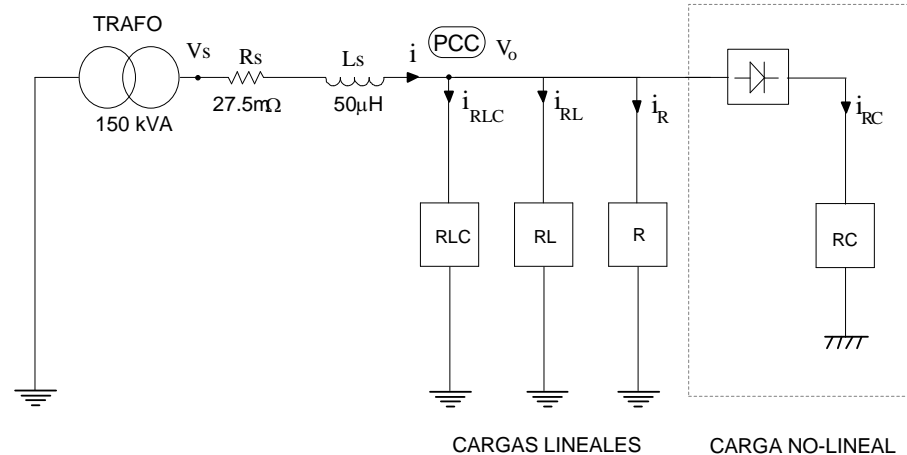 TRAFO
150 kVA
Vs
Rs
27.5mΩ
Ls
50μH
i
PCC
Vo
iRLC
iRL
iR
iRC
RLC
RL
R
RC
CARGAS LINEALES
CARGA NO-LINEAL